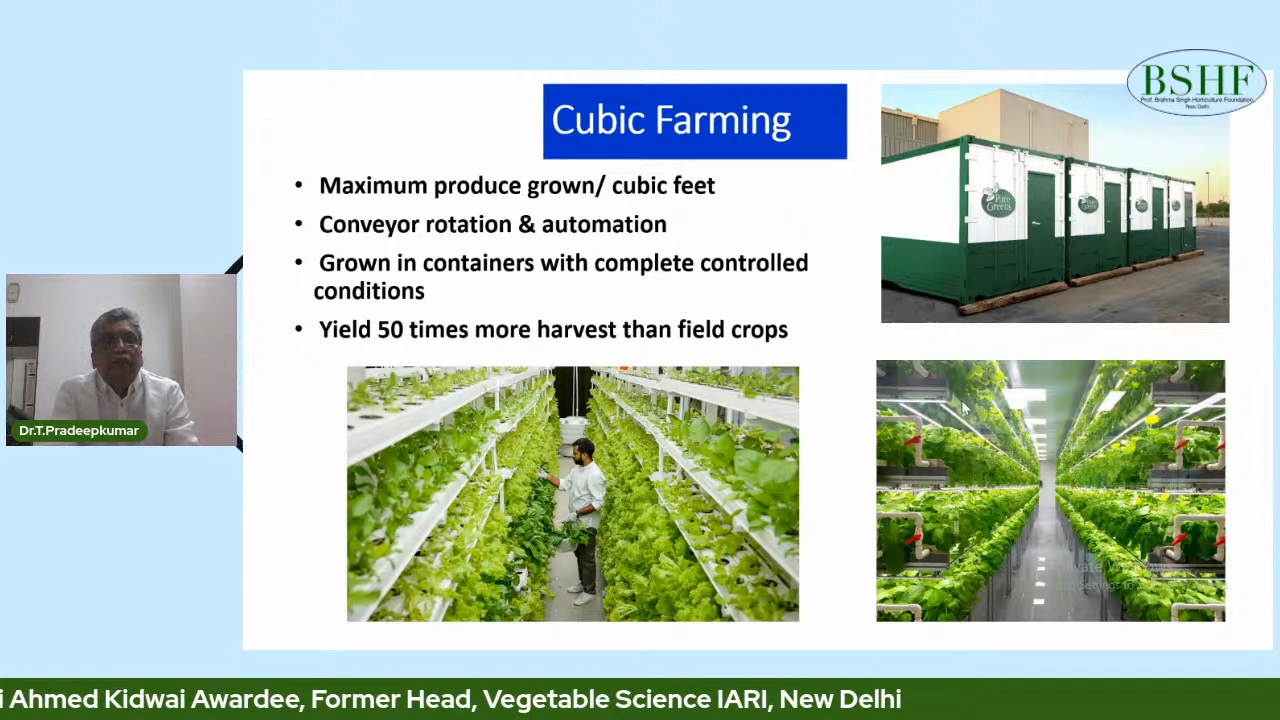 BSHF
Prof. Brahma Singh Horticulture Foundation
New Delhi
Cubic Farming
• Maximum produce grown/ cubic feet
• Conveyor rotation & automation
• Grown in containers with complete controlled
conditions
• Yield 50 times more harvest than field crops
Pure
Greens
Dr.T.Pradeepkumar
i Ahmed Kidwai Awardee, Former Head, Vegetable Science IARI, New Delhi